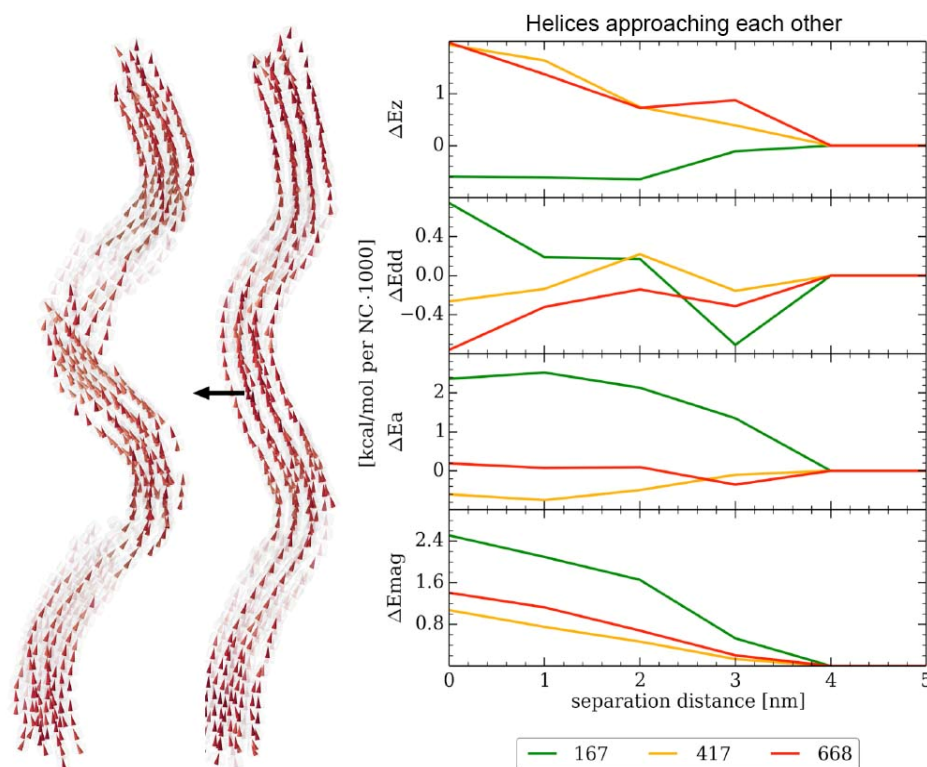 Helices approaching each other
ΔEz
1
0
ΔEdd
0.4
0.0
−0.4
[kcal/mol per NC·1000]
ΔEa
2
1
0
ΔEmag
2.4
1.6
0.8
0 1 2 3 4 5
separation distance [nm]
167 417 668